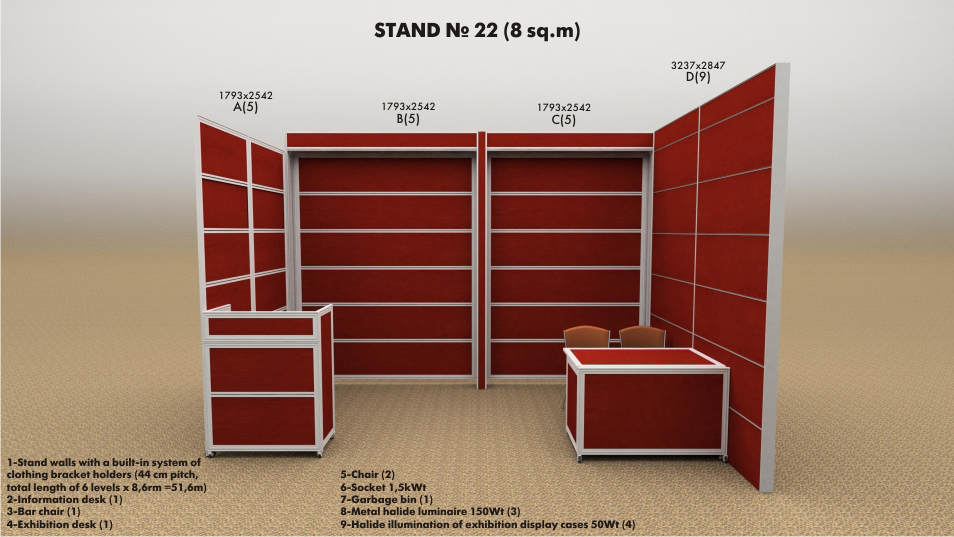 STAND № 22 (8 sq.m)
3237x2847
D(9)
1793x2542
A(5)
1793x2542
B(5)
1793x2542
C(5)
1-Stand walls with a built-in system of
clothing bracket holders (44 cm pitch,
total length of 6 levels x 8,6rm =51,6m)
2-Information desk (1)
3-Bar chair (1)
4-Exhibition desk (1)
5-Chair (2)
6-Socket 1,5kWt
7-Garbage bin (1)
8-Metal halide luminaire 150Wt (3)
9-Halide illumination of exhibition display cases 50Wt (4)